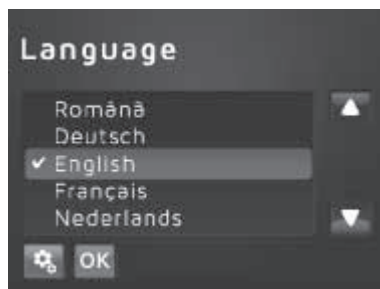 Language
Română
Deutsch
English
Français
Nederlands
OK